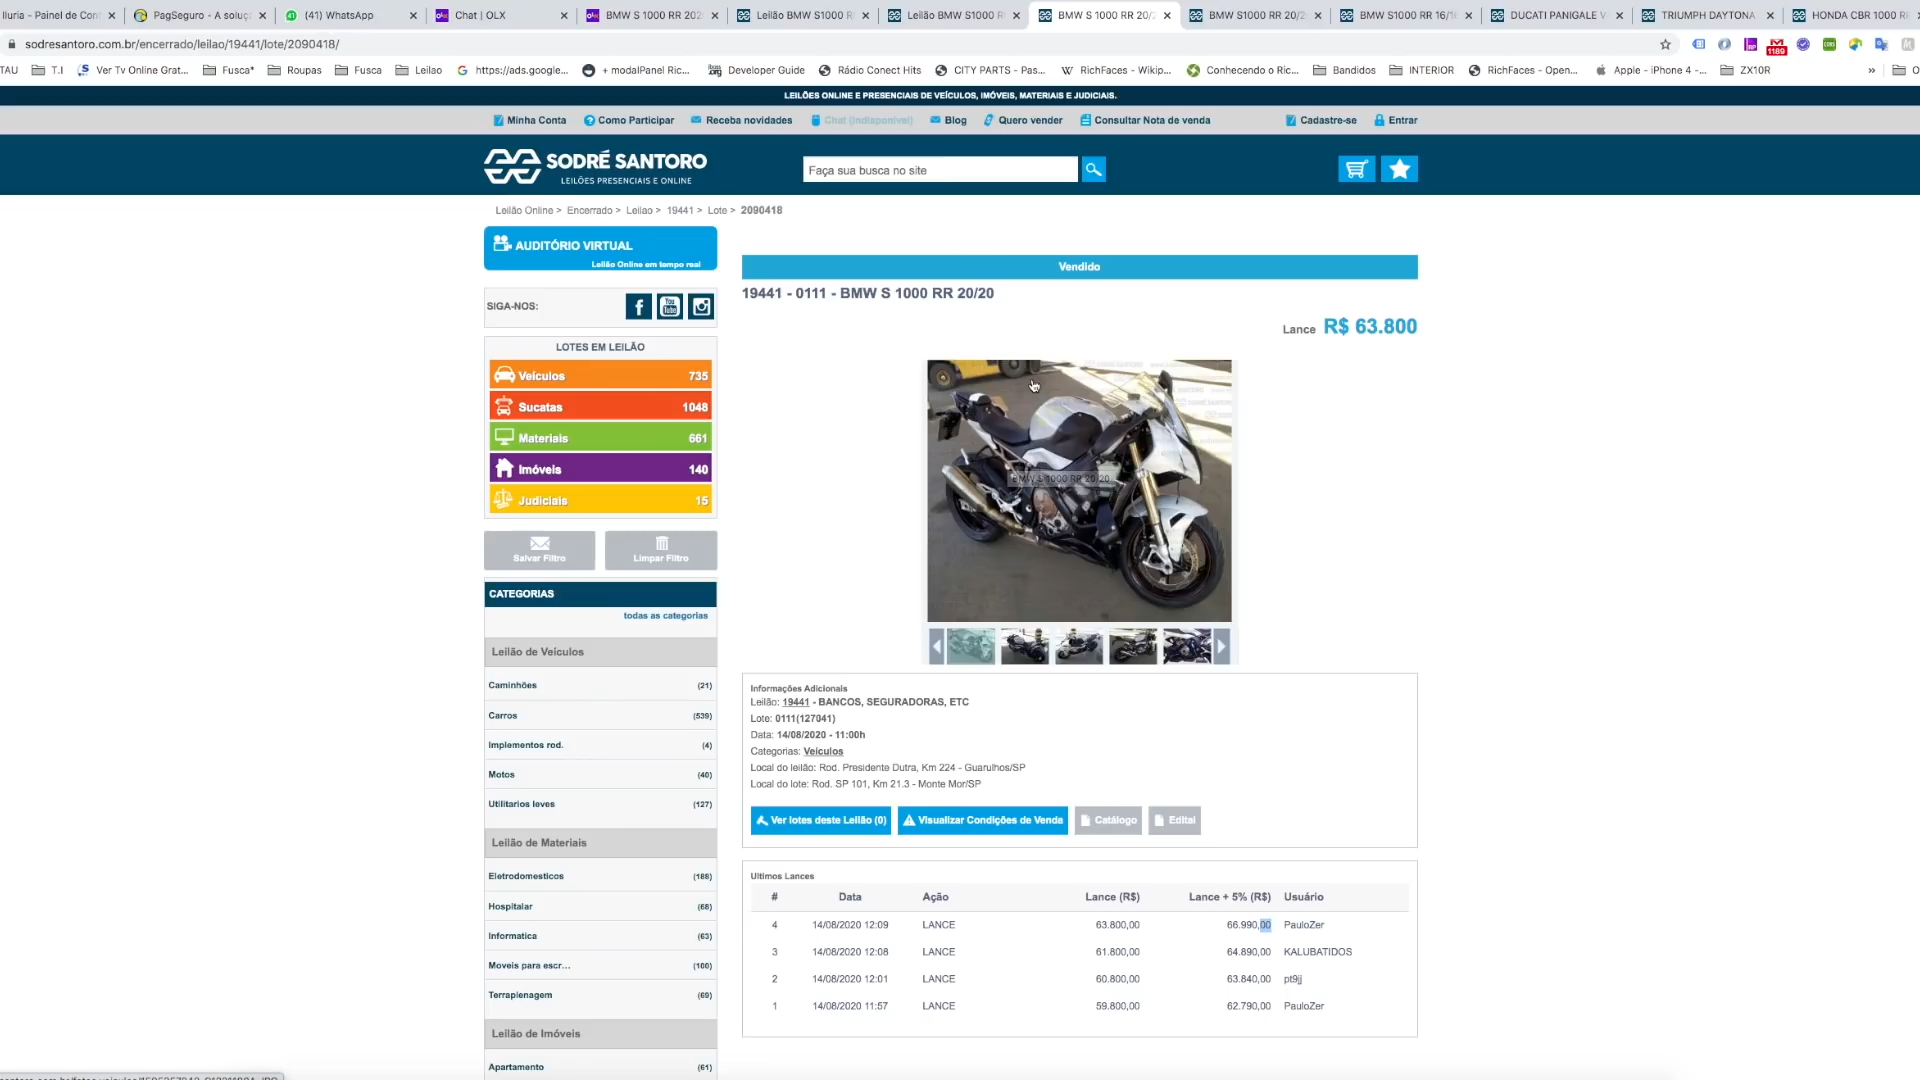 lluria - Painel de Cont
PagSeguro - A soluç
(41) WhatsApp
Chat | OLX
BMW S 1000 RR 202
Leilão BMW S1000 R
Leilão BMW S1000 R
BMW S 1000 RR 20/2
BMW S1000 RR 20/2
BMW S1000 RR 16/1
DUCATI PANIGALE V
TRIUMPH DAYTONA
HONDA CBR 1000 R
sodresantoro.com.br/encerrado/leilao/19441/lote/2090418/
1189
TAU
T.I
Ver Tv Online Grat...
Fusca*
Roupas
Fusca
Leilao
https://ads.google...
+ modalPanel Ric...
Developer Guide
Rádio Conect Hits
CITY PARTS - Pas...
RichFaces - Wikip...
Conhecendo o Ric...
Bandidos
INTERIOR
RichFaces - Open...
Apple - iPhone 4 -...
ZX10R
»
LEILÕES ONLINE E PRESENCIAIS DE VEÍCULOS, IMÓVEIS, MATERIAIS E JUDICIAIS.
Minha Conta
Como Participar
Receba novidades
Chat (Indisponível)
Blog
Quero vender
Consultar Nota de venda
Cadastre-se
Entrar
SODRÉ SANTORO
LEILÕES PRESENCIAIS E ONLINE
Faça sua busca no site
Leilão Online > Encerrado > Leilao > 19441 > Lote > 2090418
AUDITÓRIO VIRTUAL
Leilão Online em tempo real
SIGA-NOS:
You Tube
LOTES EM LEILÃO
Veículos 735
Sucatas 1048
Materiais 661
Imóveis 140
Judiciais 15
Salvar Filtro
Limpar Filtro
CATEGORIAS
todas as categorias
Leilão de Veículos
Caminhões (21)
Carros (539)
Implementos rod. (4)
Motos (40)
Utilitarios leves (127)
Leilão de Materiais
Eletrodomesticos (188)
Hospitalar (68)
Informatica (63)
Moveis para escr... (100)
Terraplenagem (69)
Leilão de Imóveis
Apartamento (61)
Vendido
19441 - 0111 - BMW S 1000 RR 20/20
Lance R$ 63.800
BMW S 1000 RR 20/20
Informações Adicionais
Leilão: 19441 - BANCOS, SEGURADORAS, ETC
Lote: 0111(127041)
Data: 14/08/2020 - 11:00h
Categorias: Veículos
Local do leilão: Rod. Presidente Dutra, Km 224 - Guarulhos/SP
Local do lote: Rod. SP 101, Km 21.3 - Monte Mor/SP
Ver lotes deste Leilão (0)
Visualizar Condições de Venda
Catálogo
Edital
Ultimos Lances
# Data Ação Lance (R$) Lance + 5% (R$) Usuário
4 14/08/2020 12:09 LANCE 63.800,00 66.990,00 PauloZer
3 14/08/2020 12:08 LANCE 61.800,00 64.890,00 KALUBATIDOS
2 14/08/2020 12:01 LANCE 60.800,00 63.840,00 pt9jj
1 14/08/2020 11:57 LANCE 59.800,00 62.790,00 PauloZer